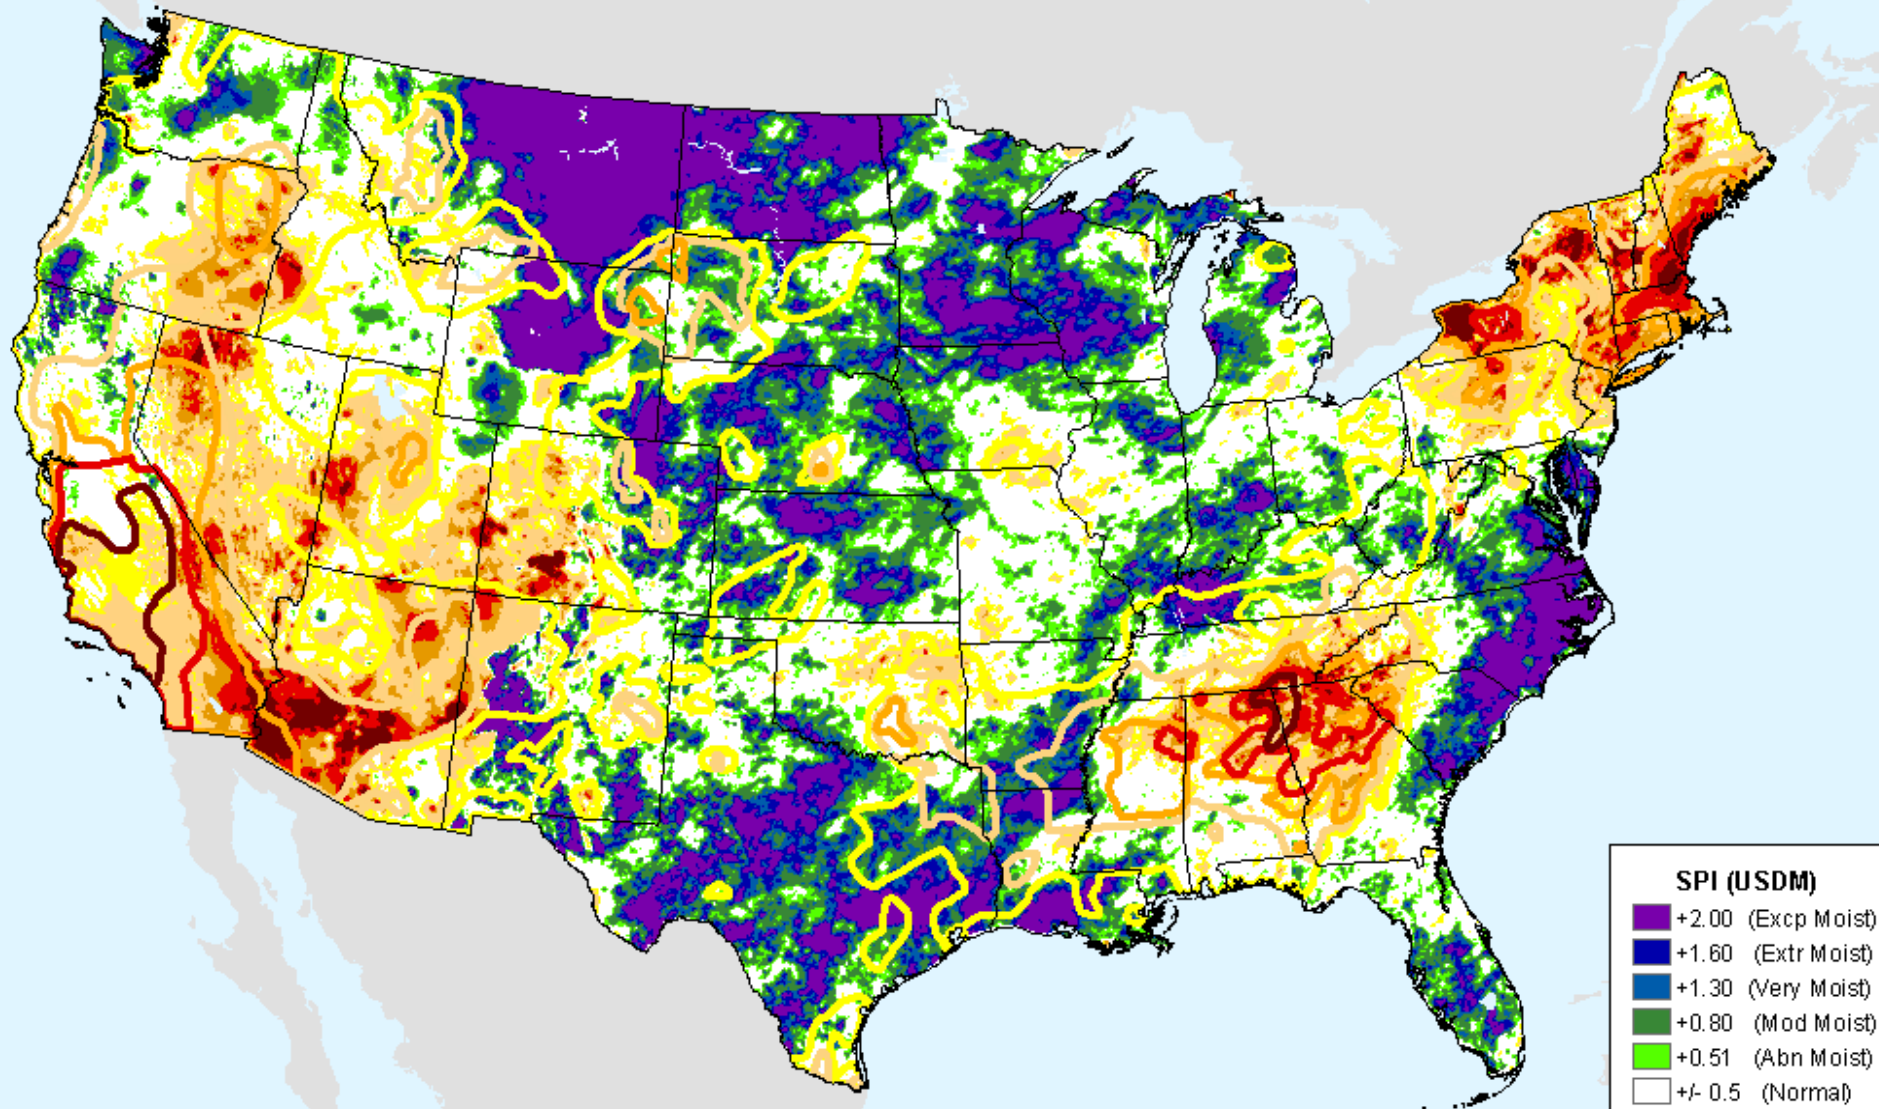 SPI (USDM)
+2.00 (Excp Moist)
+1.60 (Extr Moist)
+1.30 (Very Moist)
+0.80 (Mod Moist)
+0.51 (Abn Moist)
+/- 0.5 (Normal)